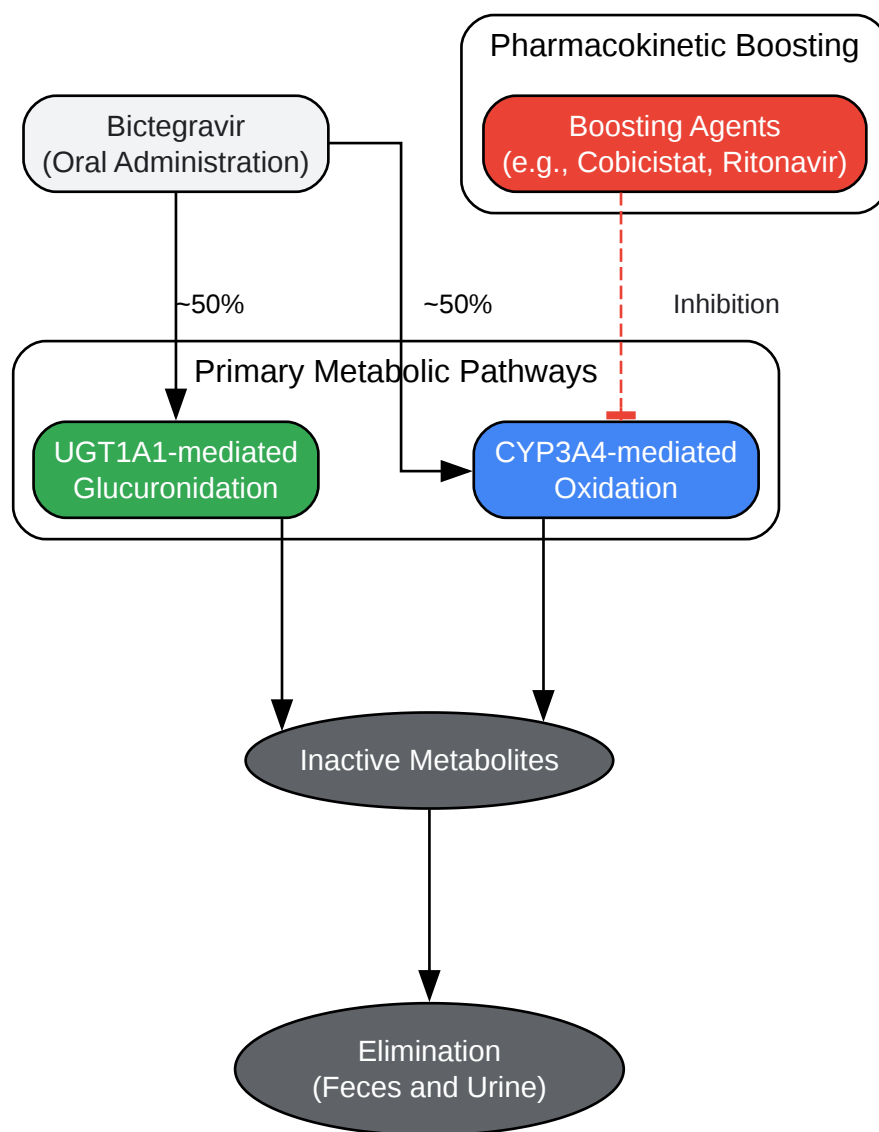 Pharmacokinetic Boosting
Bictegravir
(Oral Administration)
Boosting Agents
(e.g., Cobicistat, Ritonavir)
~50%
~50%
Inhibition
Primary Metabolic Pathways
UGT1A1-mediated
Glucuronidation
CYP3A4-mediated
Oxidation
Inactive Metabolites
Elimination
(Feces and Urine)